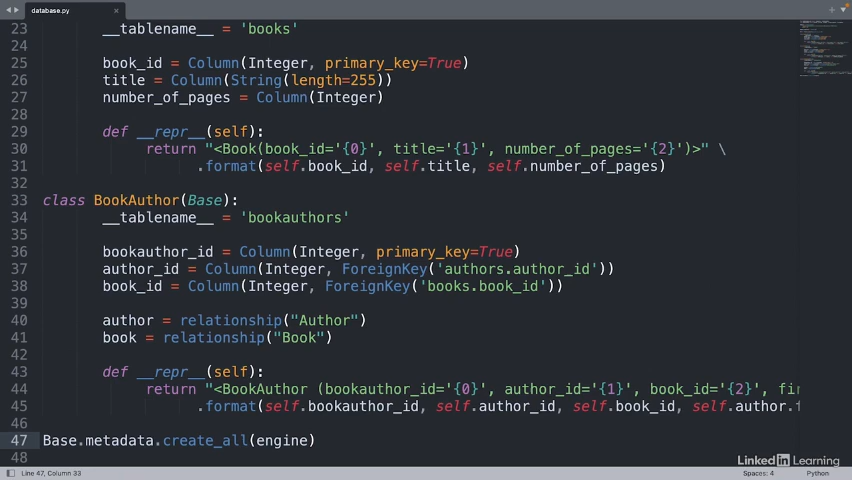 database.py
23 __tablename__ = 'books'
24
25 book_id = Column(Integer, primary_key=True)
26 title = Column(String(length=255))
27 number_of_pages = Column(Integer)
28
29 def __repr__(self):
30 return "<Book(book_id='{0}', title='{1}', number_of_pages='{2}')>" \
31 .format(self.book_id, self.title, self.number_of_pages)
32
33 class BookAuthor(Base):
34 __tablename__ = 'bookauthors'
35
36 bookauthor_id = Column(Integer, primary_key=True)
37 author_id = Column(Integer, ForeignKey('authors.author_id'))
38 book_id = Column(Integer, ForeignKey('books.book_id'))
39
40 author = relationship("Author")
41 book = relationship("Book")
42
43 def __repr__(self):
44 return "<BookAuthor (bookauthor_id='{0}', author_id='{1}', book_id='{2}', fi
45 .format(self.bookauthor_id, self.author_id, self.book_id, self.author.
46
47 Base.metadata.create_all(engine)
48
LinkedIn Learning
Line 47, Column 33
Spaces: 4
Python